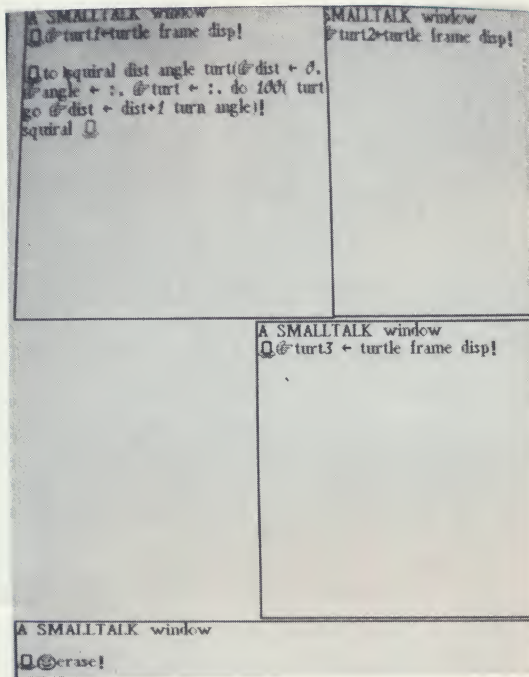 A SMALLTALK window
☞turt1←turtle frame disp!
to squiral dist angle turt(☞dist ← 0.
☞angle ← :. ☞turt ← :. do 100( turt
go ☞dist ← dist+1 turn angle)!
squiral
SMALLTALK window
☞turt2←turtle frame disp!
A SMALLTALK window
☞turt3 ← turtle frame disp!
A SMALLTALK window
☺erase!